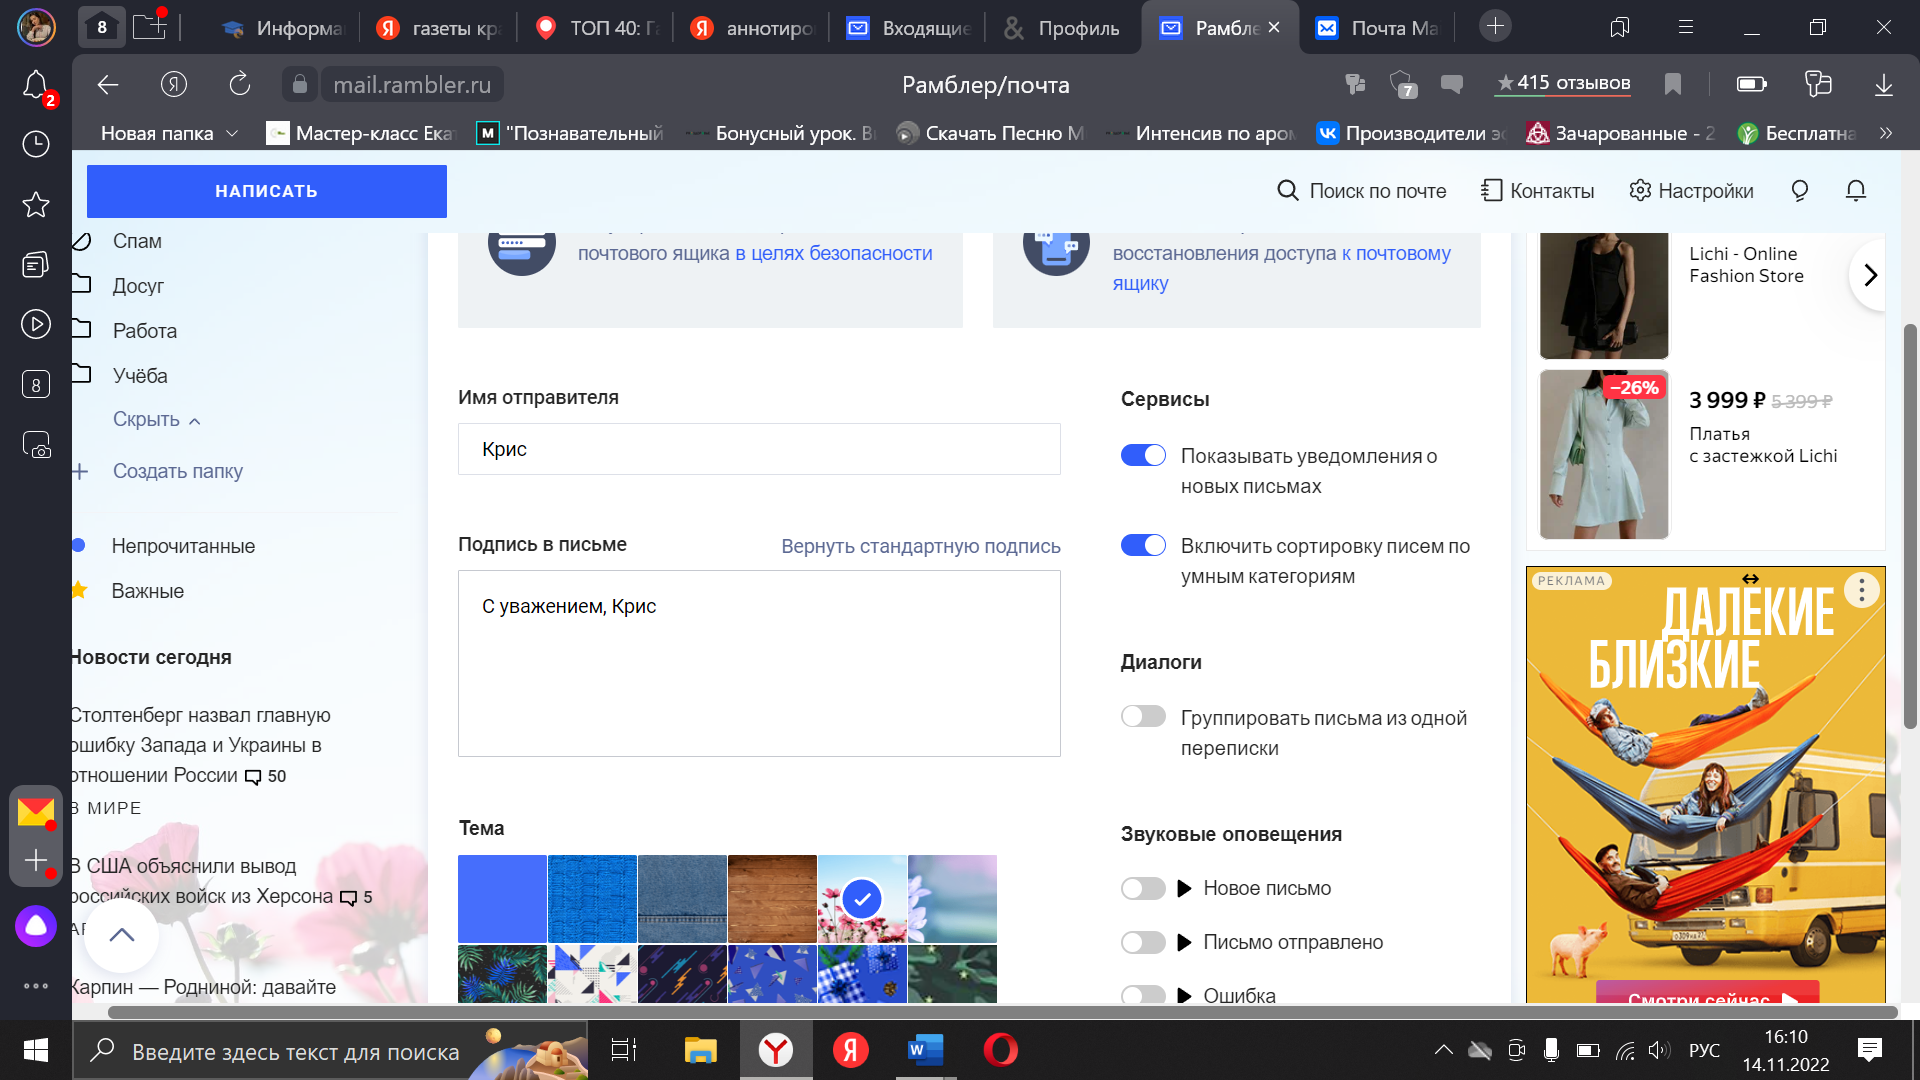 8
Информа
газеты кра
ТОП 40: Га
аннотиро
Входящие
Профиль
Рамбле
Почта Ма
2
mail.rambler.ru
Рамблер/почта
7
★415 отзывов
Новая папка
Мастер-класс Ека
"Познавательный
Бонусный урок. В
Скачать Песню М
Интенсив по аром
Производители э
Зачарованные - 2
Бесплатна
НАПИСАТЬ
Поиск по почте
Контакты
Настройки
Спам
Досуг
Работа
Учёба
Скрыть
Создать папку
Непрочитанные
Важные
Новости сегодня
Столтенберг назвал главную
ошибку Запада и Украины в
отношении России 50
В МИРЕ
В США объяснили вывод
российских войск из Херсона 5
Карпин — Родниной: давайте
8
почтового ящика в целях безопасности
восстановления доступа к почтовому
ящику
Имя отправителя
Крис
Подпись в письме
Вернуть стандартную подпись
С уважением, Крис
Тема
Сервисы
Показывать уведомления о
новых письмах
Включить сортировку писем по
умным категориям
Диалоги
Группировать письма из одной
переписки
Звуковые оповещения
Новое письмо
Письмо отправлено
Ошибка
Lichi - Online
Fashion Store
−26%
3 999 ₽ 5 399 ₽
Платья
с застежкой Lichi
РЕКЛАМА
ДАЛЁКИЕ
БЛИЗКИЕ
Смотри сейчас
Введите здесь текст для поиска
РУС
16:10
14.11.2022